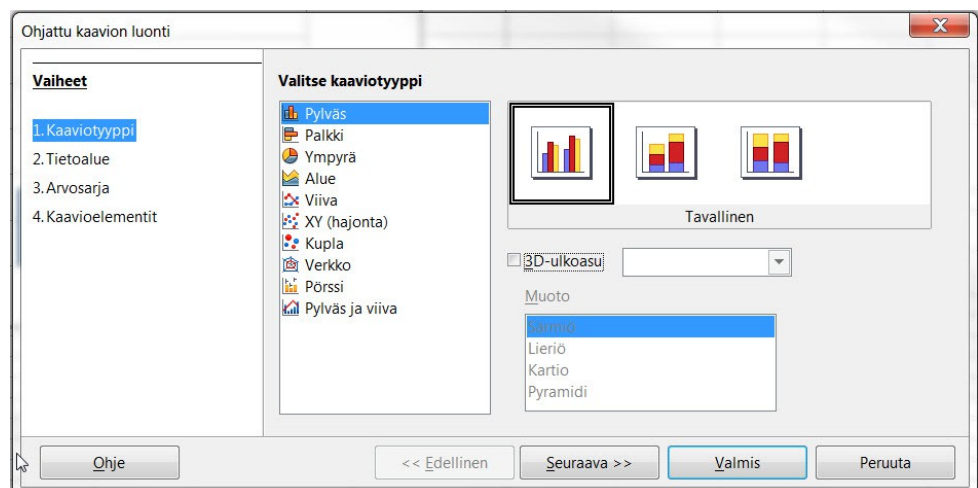 Ohjattu kaavion luonti
Vaiheet
1. Kaaviotyyppi
2. Tietoalue
3. Arvosarja
4. Kaavioelementit
Valitse kaaviotyyppi
Pylväs
Palkki
Ympyrä
Alue
Viiva
XY (hajonta)
Kupla
Verkko
Pörssi
Pylväs ja viiva
Tavallinen
3D-ulkoasu
Muoto
Särmiö
Lieriö
Kartio
Pyramidi
Ohje
<< Edellinen
Seuraava >>
Valmis
Peruuta